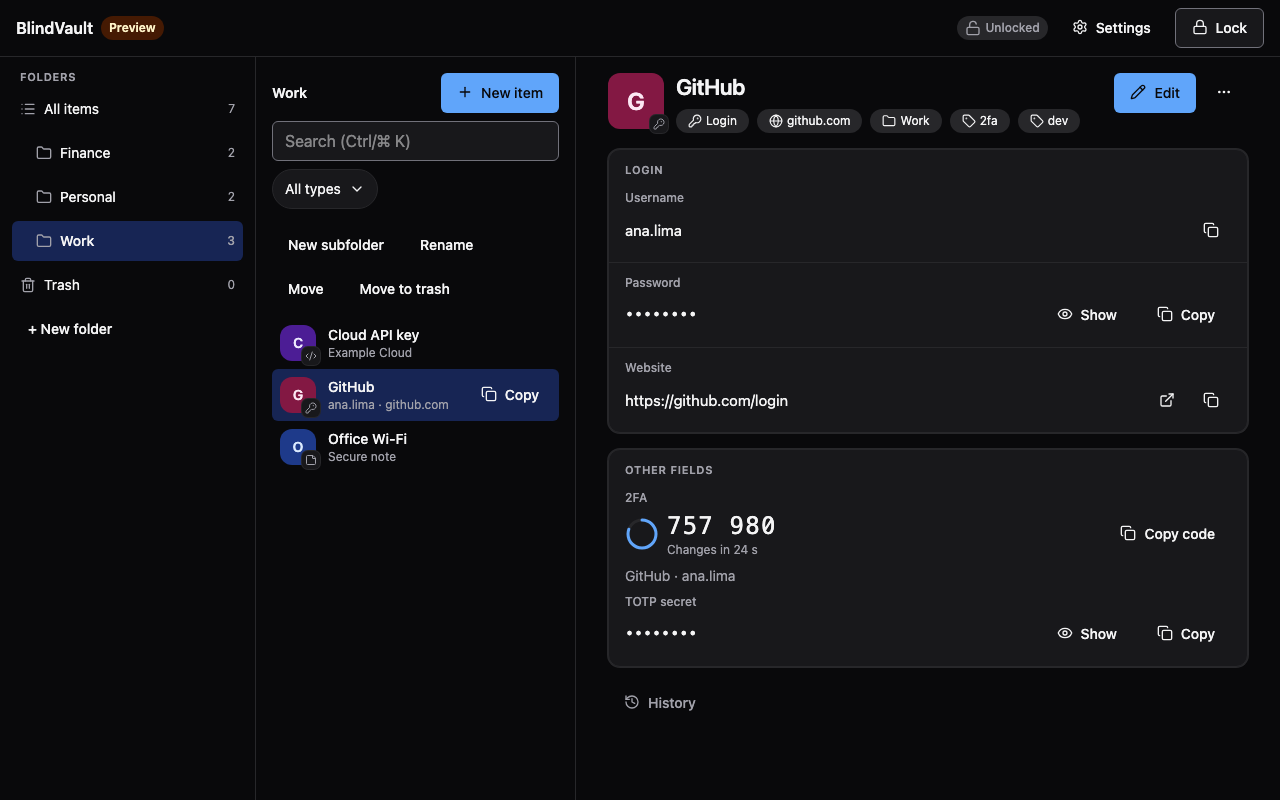 BlindVault Preview
Unlocked
Settings
Lock
FOLDERS
All items 7
Finance 2
Personal 2
Work 3
Trash 0
+ New folder
Work
New item
Search (Ctrl/⌘ K)
All types
New subfolder Rename
Move Move to trash
C
Cloud API key
Example Cloud
G
GitHub
ana.lima · github.com
Copy
O
Office Wi-Fi
Secure note
G
GitHub
Login github.com Work 2fa dev
Edit
LOGIN
Username
ana.lima
Password
•••••••• Show Copy
Website
https://github.com/login
OTHER FIELDS
2FA
757 980
Changes in 24 s
Copy code
GitHub · ana.lima
TOTP secret
•••••••• Show Copy
History